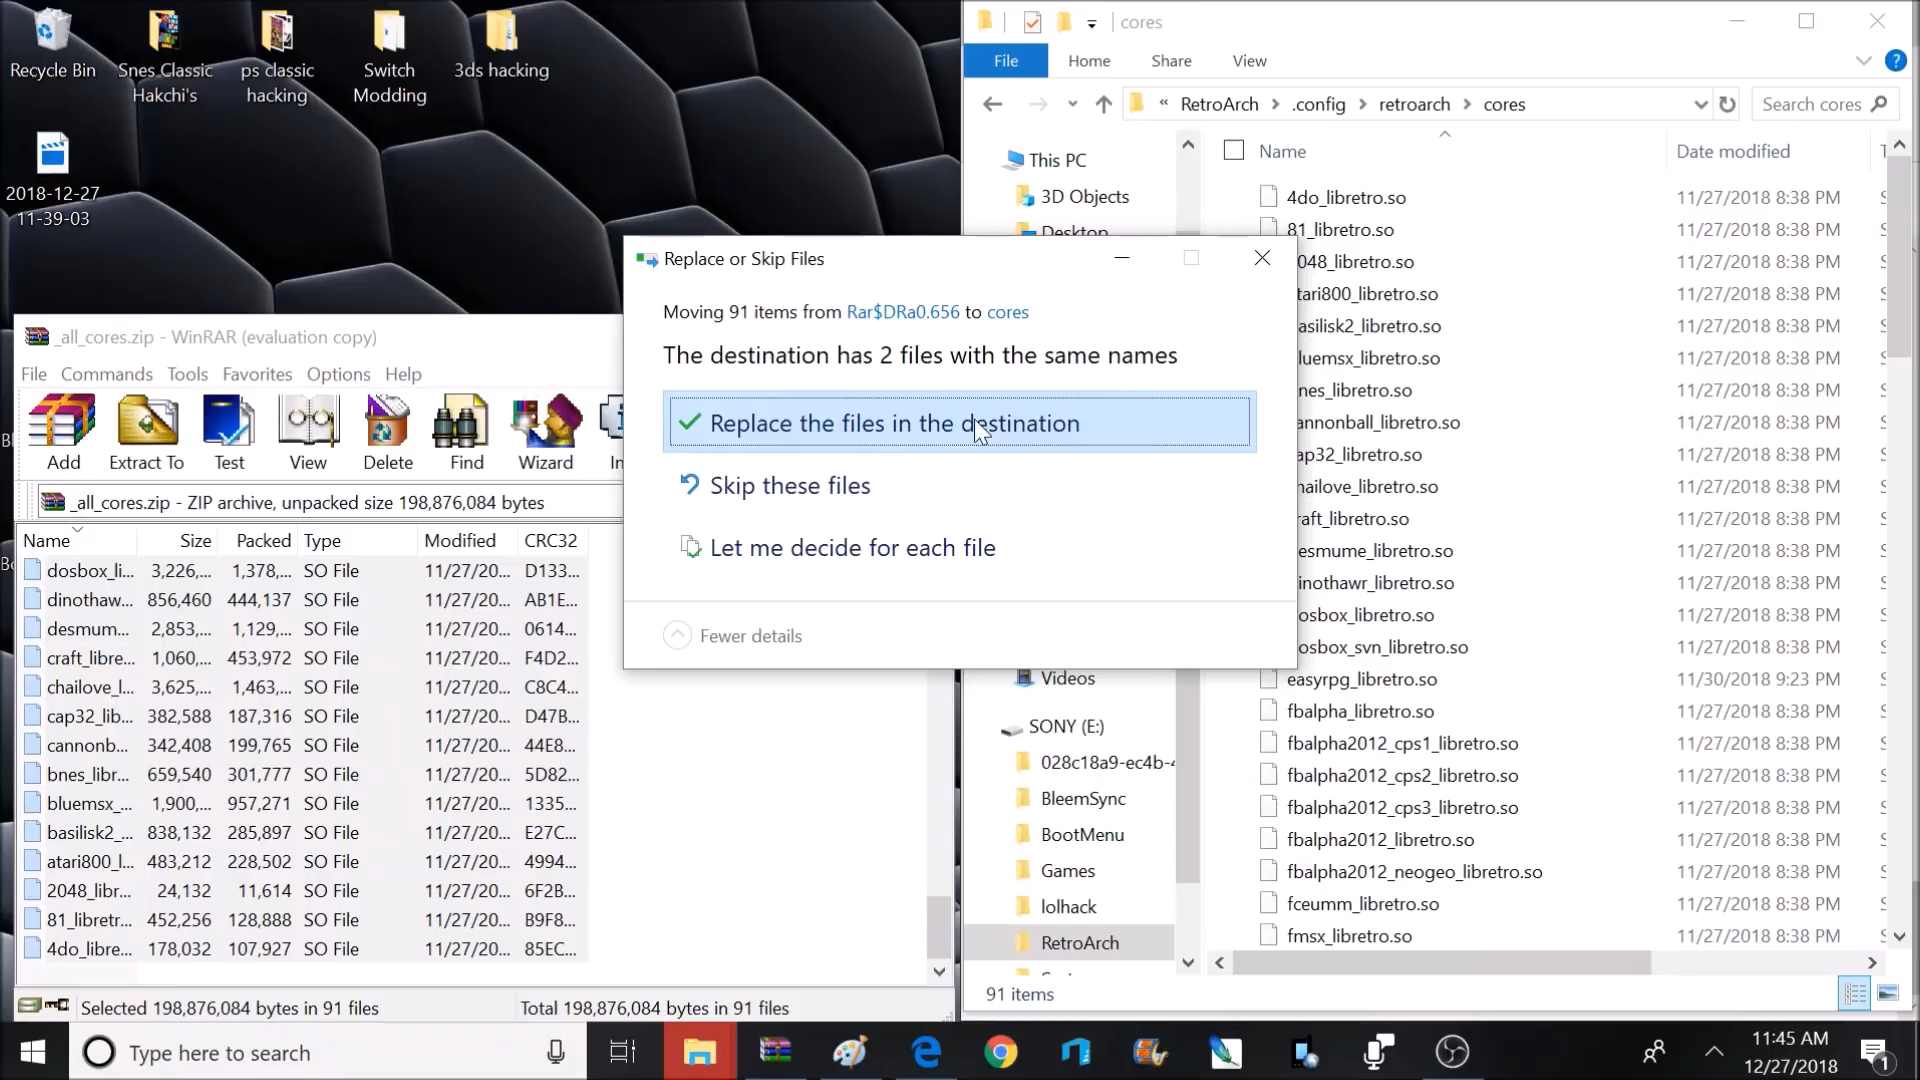 Recycle Bin
Snes Classic
Hakchi's
ps classic
hacking
Switch
Modding
3ds hacking
2018-12-27
11-39-03
_all_cores.zip - WinRAR (evaluation copy)
File Commands Tools Favorites Options Help
Add Extract To Test View Delete Find Wizard
_all_cores.zip - ZIP archive, unpacked size 198,876,084 bytes
Name Size Packed Type Modified CRC32
dosbox_li... 3,226,... 1,378,... SO File 11/27/20... D133...
dinothaw... 856,460 444,137 SO File 11/27/20... AB1E...
desmum... 2,853,... 1,129,... SO File 11/27/20... 0614...
craft_libre... 1,060,... 453,972 SO File 11/27/20... F4D2...
chailove_l... 3,625,... 1,463,... SO File 11/27/20... C8C4...
cap32_lib... 382,588 187,316 SO File 11/27/20... D47B...
cannonb... 342,408 199,765 SO File 11/27/20... 44E8...
bnes_libr... 659,540 301,777 SO File 11/27/20... 5D82...
bluemsx_... 1,900,... 957,271 SO File 11/27/20... 1335...
basilisk2_... 838,132 285,897 SO File 11/27/20... E27C...
atari800_l... 483,212 228,502 SO File 11/27/20... 4994...
2048_libr... 24,132 11,614 SO File 11/27/20... 6F2B...
81_libretr... 452,256 128,888 SO File 11/27/20... B9F8...
4do_libre... 178,032 107,927 SO File 11/27/20... 85EC...
Selected 198,876,084 bytes in 91 files Total 198,876,084 bytes in 91 files
Replace or Skip Files
Moving 91 items from Rar$DRa0.656 to cores
The destination has 2 files with the same names
Replace the files in the destination
Skip these files
Let me decide for each file
Fewer details
cores
File Home Share View
« RetroArch > .config > retroarch > cores
Search cores
This PC
3D Objects
Desktop
Videos
SONY (E:)
028c18a9-ec4b-4
BleemSync
BootMenu
Games
lolhack
RetroArch
Name Date modified
4do_libretro.so 11/27/2018 8:38 PM
81_libretro.so 11/27/2018 8:38 PM
048_libretro.so 11/27/2018 8:38 PM
tari800_libretro.so 11/27/2018 8:38 PM
asilisk2_libretro.so 11/27/2018 8:38 PM
luemsx_libretro.so 11/27/2018 8:38 PM
nes_libretro.so 11/27/2018 8:38 PM
annonball_libretro.so 11/27/2018 8:38 PM
ap32_libretro.so 11/27/2018 8:38 PM
hailove_libretro.so 11/27/2018 8:38 PM
raft_libretro.so 11/27/2018 8:38 PM
esmume_libretro.so 11/27/2018 8:38 PM
inothawr_libretro.so 11/27/2018 8:38 PM
osbox_libretro.so 11/27/2018 8:38 PM
osbox_svn_libretro.so 11/27/2018 8:38 PM
easyrpg_libretro.so 11/30/2018 9:23 PM
fbalpha_libretro.so 11/27/2018 8:38 PM
fbalpha2012_cps1_libretro.so 11/27/2018 8:38 PM
fbalpha2012_cps2_libretro.so 11/27/2018 8:38 PM
fbalpha2012_cps3_libretro.so 11/27/2018 8:38 PM
fbalpha2012_libretro.so 11/27/2018 8:38 PM
fbalpha2012_neogeo_libretro.so 11/27/2018 8:38 PM
fceumm_libretro.so 11/27/2018 8:38 PM
fmsx_libretro.so 11/27/2018 8:38 PM
91 items
Type here to search
11:45 AM
12/27/2018
1